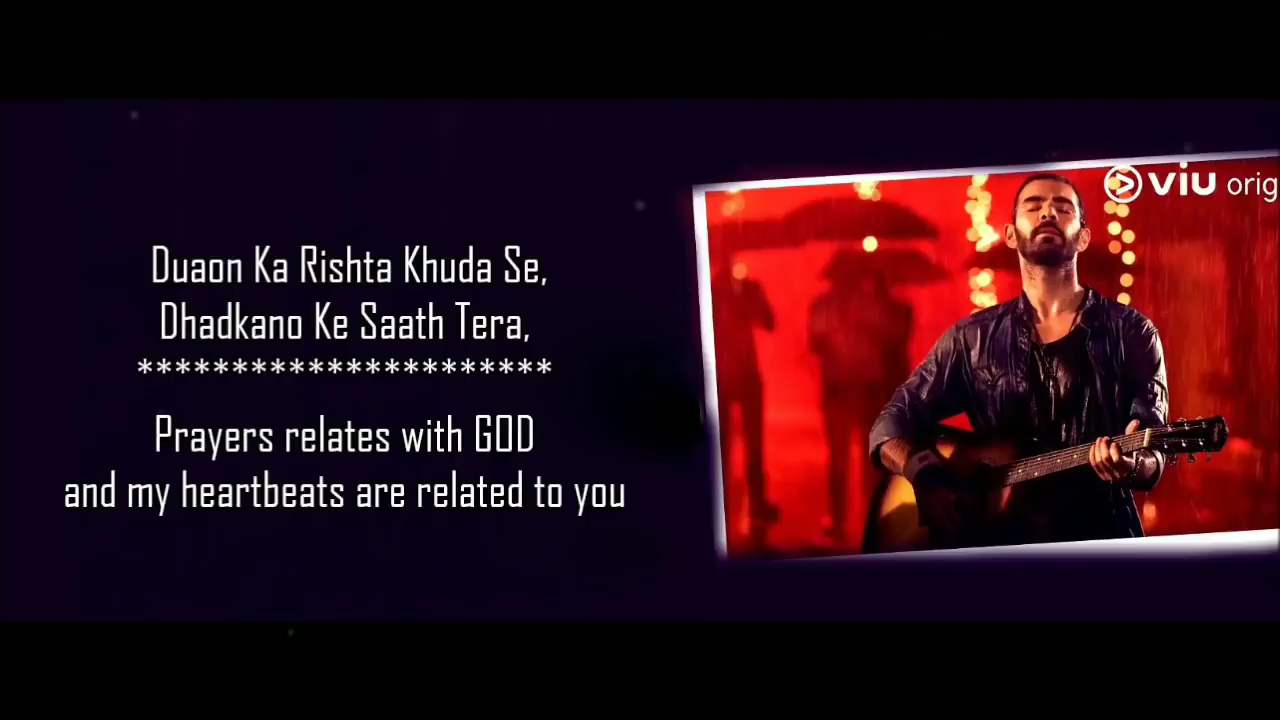 Duaon Ka Rishta Khuda Se,
Dhadkano Ke Saath Tera,
**********************
Prayers relates with GOD
and my heartbeats are related to you
viu orig